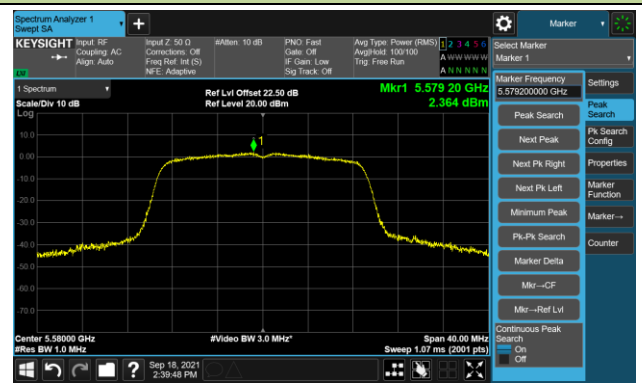 Spectrum Analyzer 1
Swept SA
Marker
KEYSIGHT
Input: RF
Coupling: AC
Align: Auto
Input Z: 50 Ω
Corrections: Off
Freq Ref: Int (S)
NFE: Adaptive
#Atten: 10 dB
PNO: Fast
Gate: Off
IF Gain: Low
Sig Track: Off
Avg Type: Power (RMS)
Avg|Hold: 100/100
Trig: Free Run
1 2 3 4 5 6
A W W W W W
A N N N N N
LXI
1 Spectrum
Scale/Div 10 dB
Log
Ref Lvl Offset 22.50 dB
Ref Level 20.00 dBm
Mkr1 5.579 20 GHz
2.364 dBm
1
10.0
0.00
-10.0
-20.0
-30.0
-40.0
-50.0
-60.0
-70.0
Center 5.58000 GHz
#Res BW 1.0 MHz
#Video BW 3.0 MHz*
Span 40.00 MHz
Sweep 1.07 ms (2001 pts)
Select Marker
Marker 1
Marker Frequency
5.579200000 GHz
Peak Search
Next Peak
Next Pk Right
Next Pk Left
Minimum Peak
Pk-Pk Search
Marker Delta
Mkr→CF
Mkr→Ref Lvl
Continuous Peak
Search
On
Off
Settings
Peak
Search
Pk Search
Config
Properties
Marker
Function
Marker→
Counter
Sep 18, 2021
2:39:48 PM